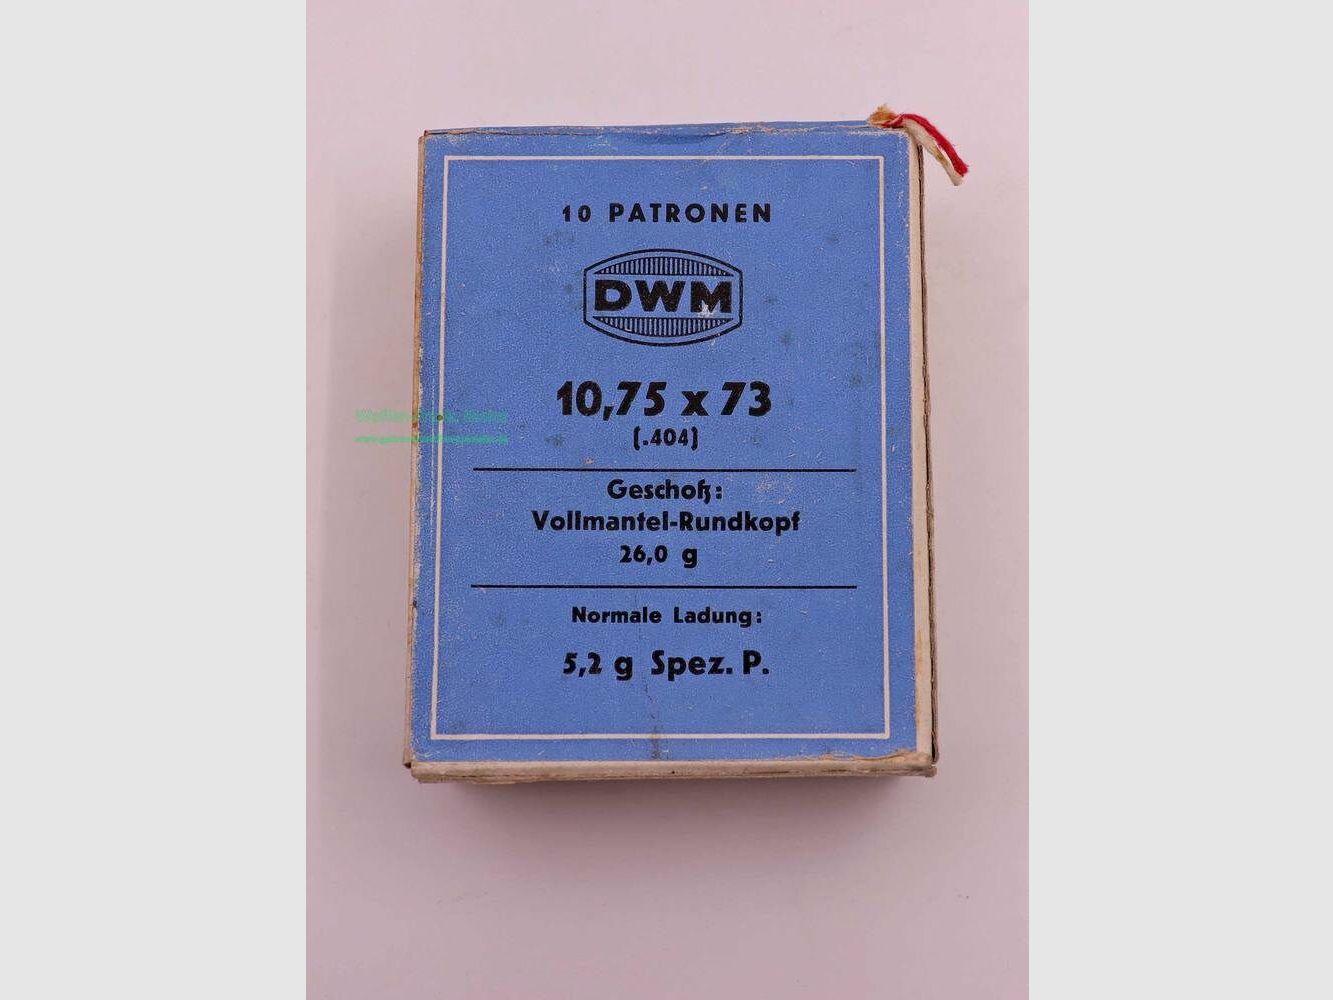 10 PATRONEN
DWM
10,75 x 73
(.404)
Geschoß:
Vollmantel-Rundkopf
26,0 g
Normale Ladung:
5,2 g Spez. P.